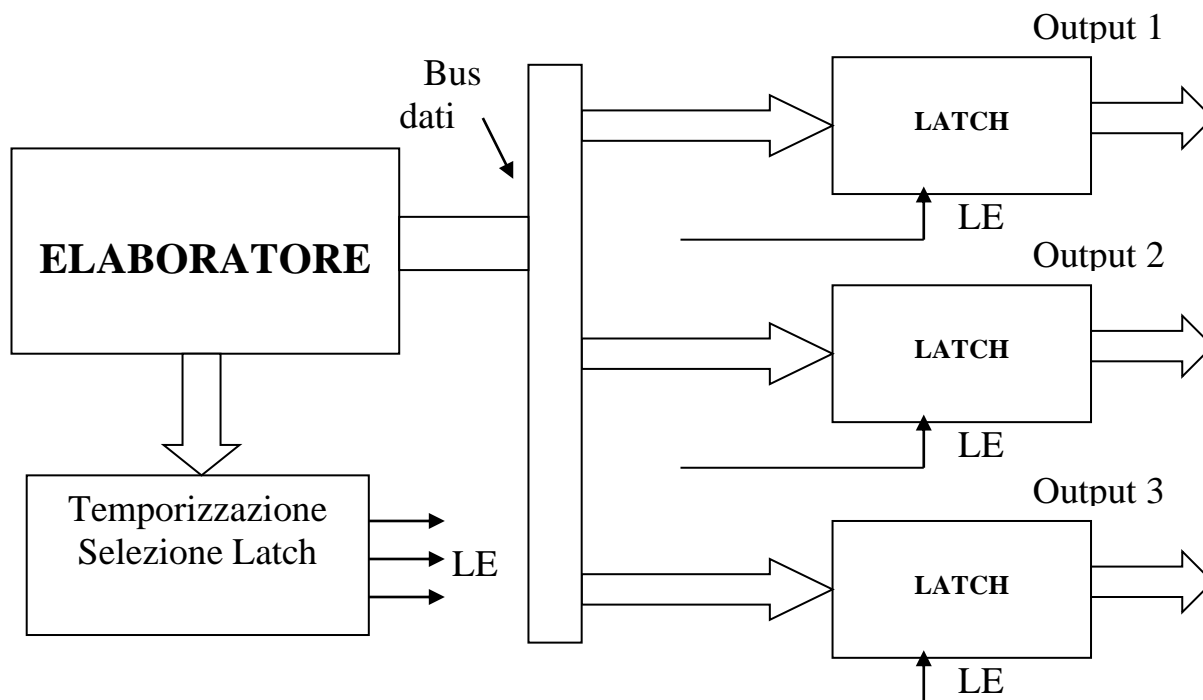 Output 1
Bus
dati
LATCH
ELABORATORE
LE
Output 2
LATCH
LE
Output 3
Temporizzazione
Selezione Latch
LE
LATCH
LE